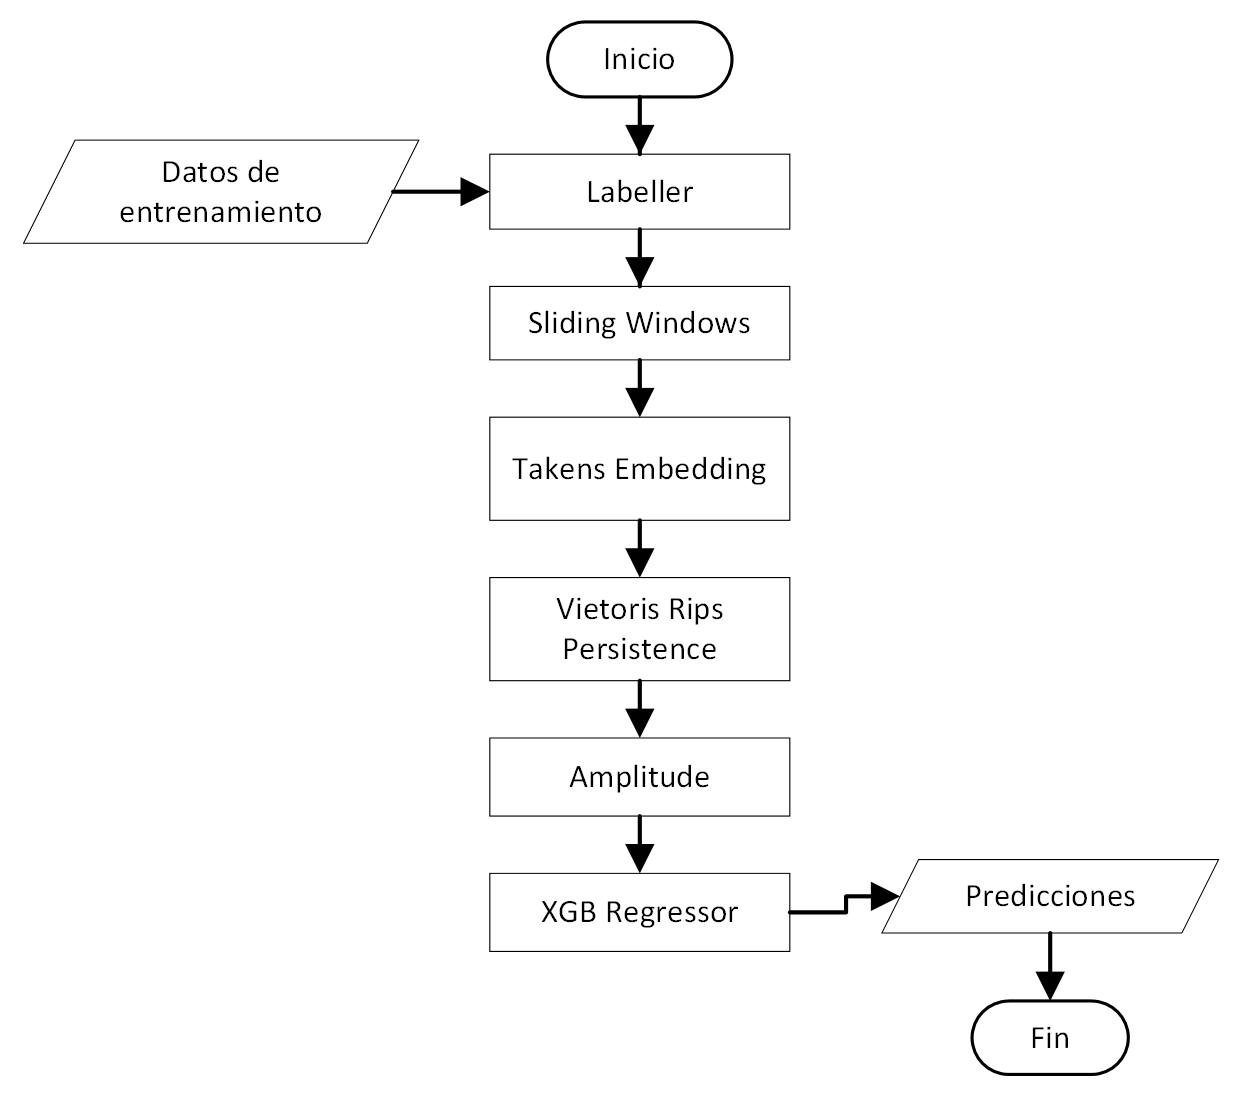 Inicio
Datos de
entrenamiento
Labeller
Sliding Windows
Takens Embedding
Vietoris Rips
Persistence
Amplitude
XGB Regressor
Predicciones
Fin